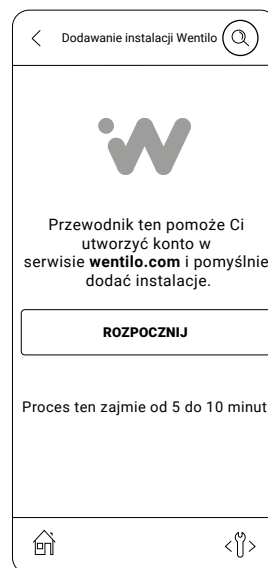 Dodawanie instalacji Wentilo
Przewodnik ten pomoże Ci
utworzyć konto w
serwisie wentilo.com i pomyślnie
dodać instalacje.
ROZPOCZNIJ
Proces ten zajmie od 5 do 10 minut